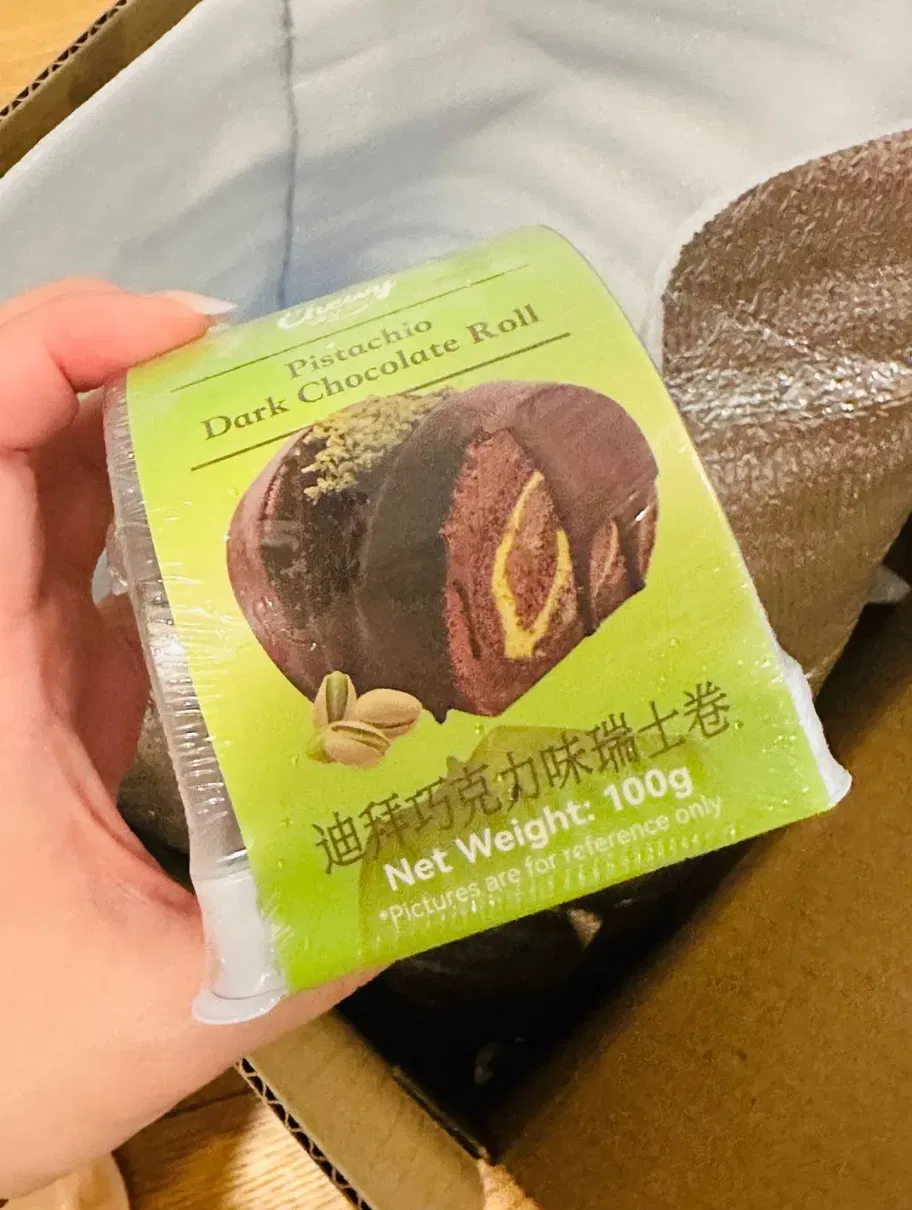 Chewy
Pistachio
Dark Chocolate Roll
迪拜巧克力味瑞士卷
Net Weight: 100g
*Pictures are for reference only